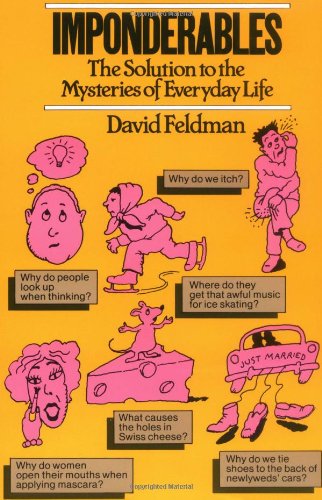 IMPONDERABLES
The Solution to the
Mysteries of Everyday Life
David Feldman
Why do we itch?
Why do people
look up
when thinking?
Where do they
get that awful music
for ice skating?
JUST MARRIED
What causes
the holes in
Swiss cheese?
Why do women
open their mouths when
applying mascara?
Why do we tie
shoes to the back of
newlyweds' cars?
Copyrighted Material